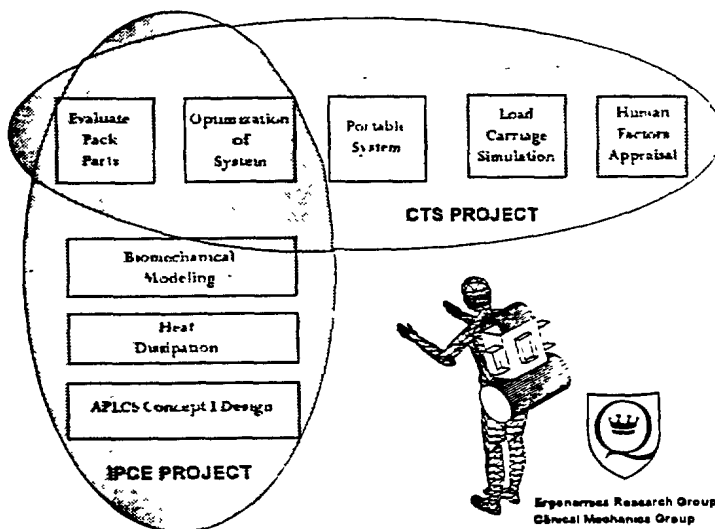 Evaluate
Pack
Parts
Optimization
of
System
Portable
System
Load
Carriage
Simulation
Human
Factors
Appraisal
CTS PROJECT
Biomechanical
Modeling
Heat
Dissipation
APLCS Concept I Design
IPCE PROJECT
Q
Ergonomics Research Group
Clinical Mechanics Group